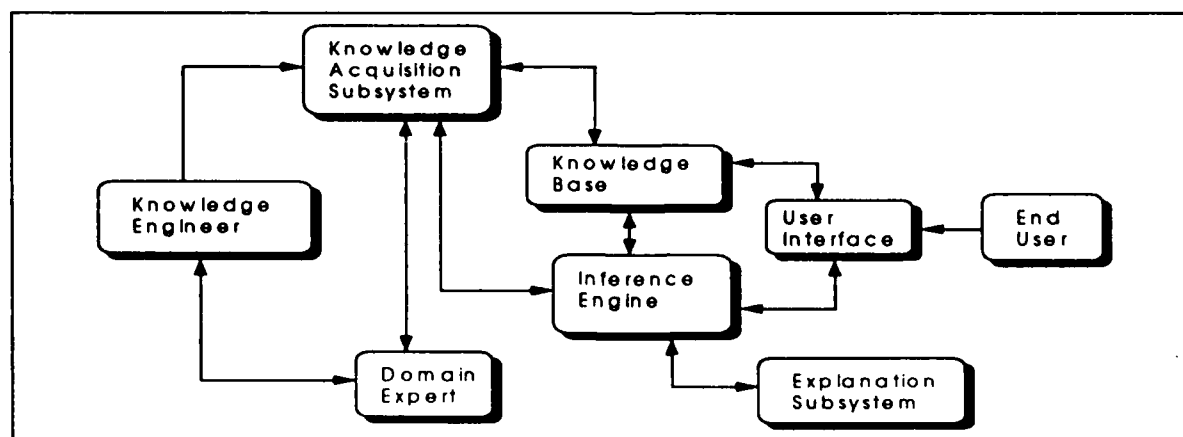 Knowledge
Acquisition
Subsystem
Knowledge
Base
Knowledge
Engineer
User
Interface
End
User
Inference
Engine
Domain
Expert
Explanation
Subsystem